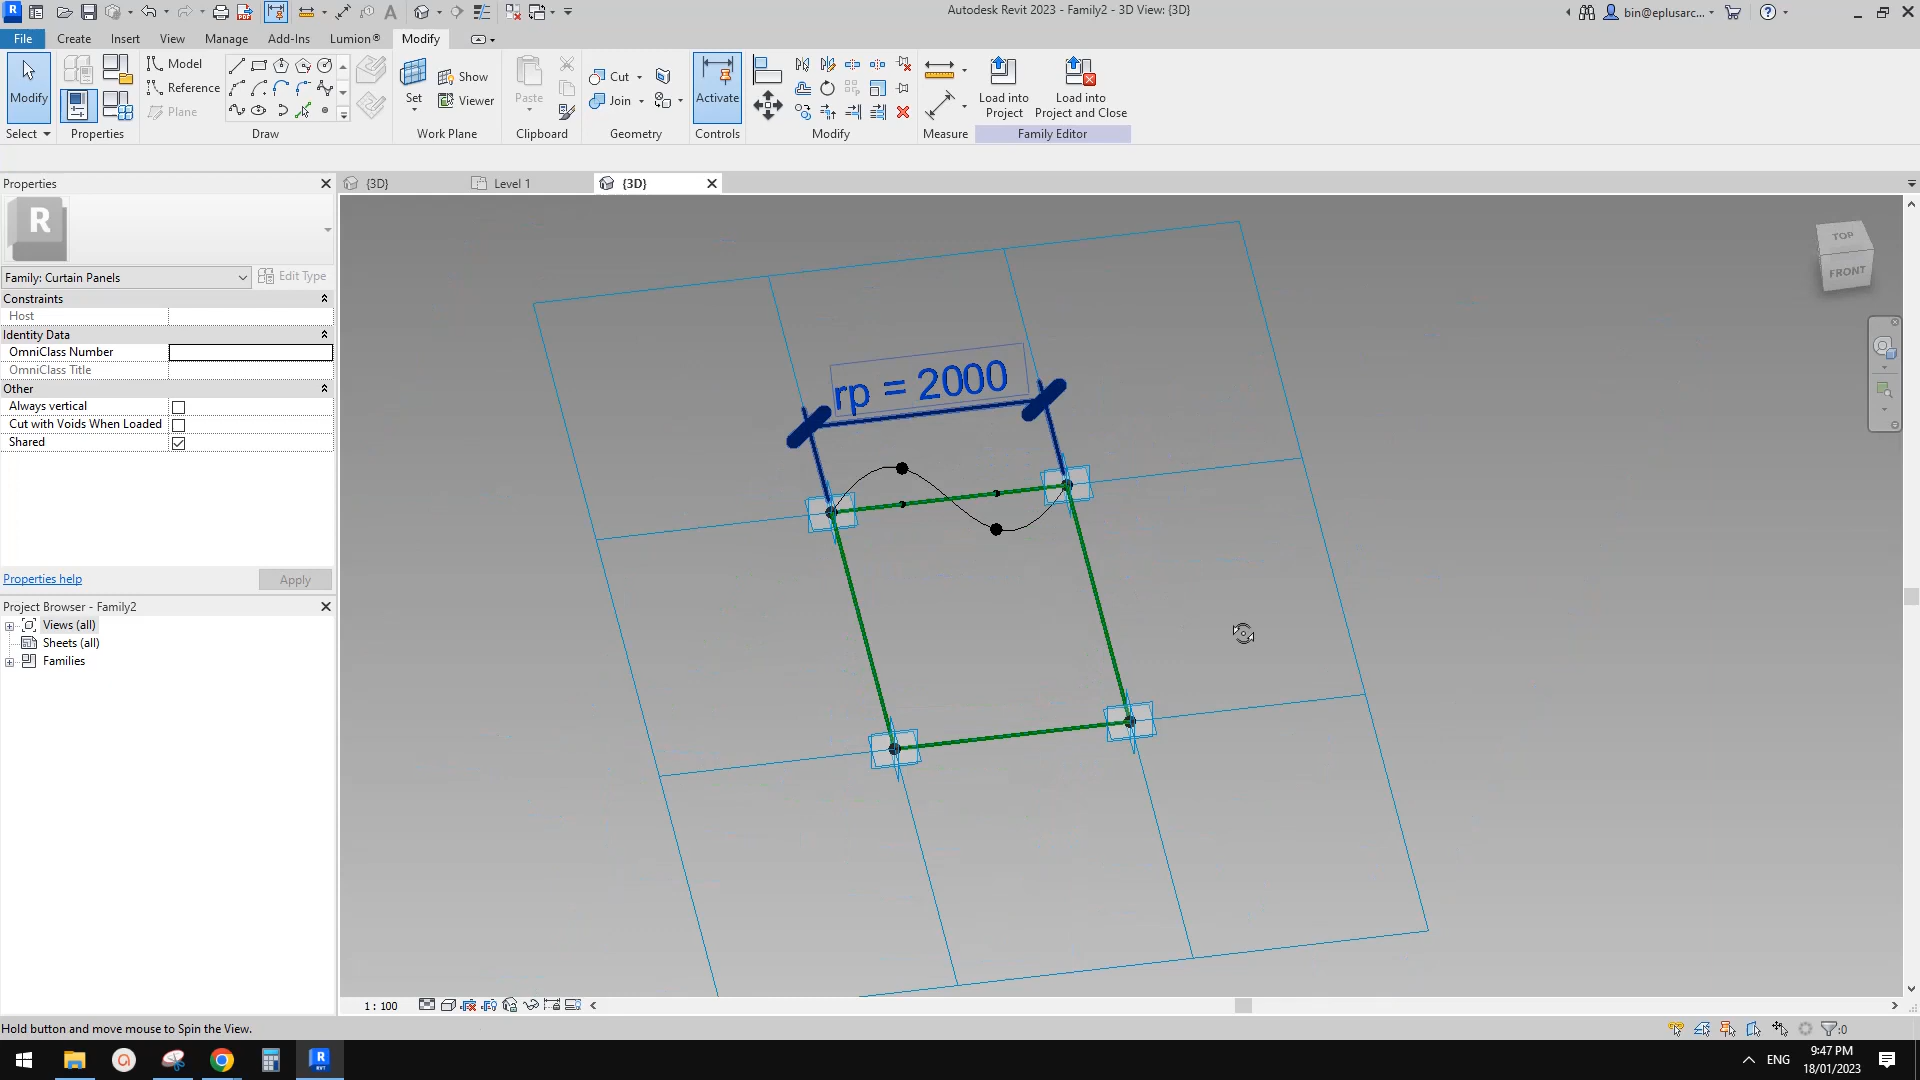 Autodesk Revit 2023 - Family2 - 3D View: {3D}
bin@eplusarc...
File Create Insert View Manage Add-Ins Lumion® Modify
Modify
Select
Properties
Model
Reference
Plane
Draw
Set
Show
Viewer
Work Plane
Paste
Clipboard
Cut
Join
Geometry
Activate
Controls
Modify
Measure
Load into
Project
Load into
Project and Close
Family Editor
Properties
R
Family: Curtain Panels
Edit Type
Constraints
Host
Identity Data
OmniClass Number
OmniClass Title
Other
Always vertical
Cut with Voids When Loaded
Shared
Properties help
Apply
Project Browser - Family2
Views (all)
Sheets (all)
Families
{3D}
Level 1
{3D}
rp = 2000
TOP
FRONT
1 : 100
Hold button and move mouse to Spin the View.
:0
ENG
9:47 PM
18/01/2023